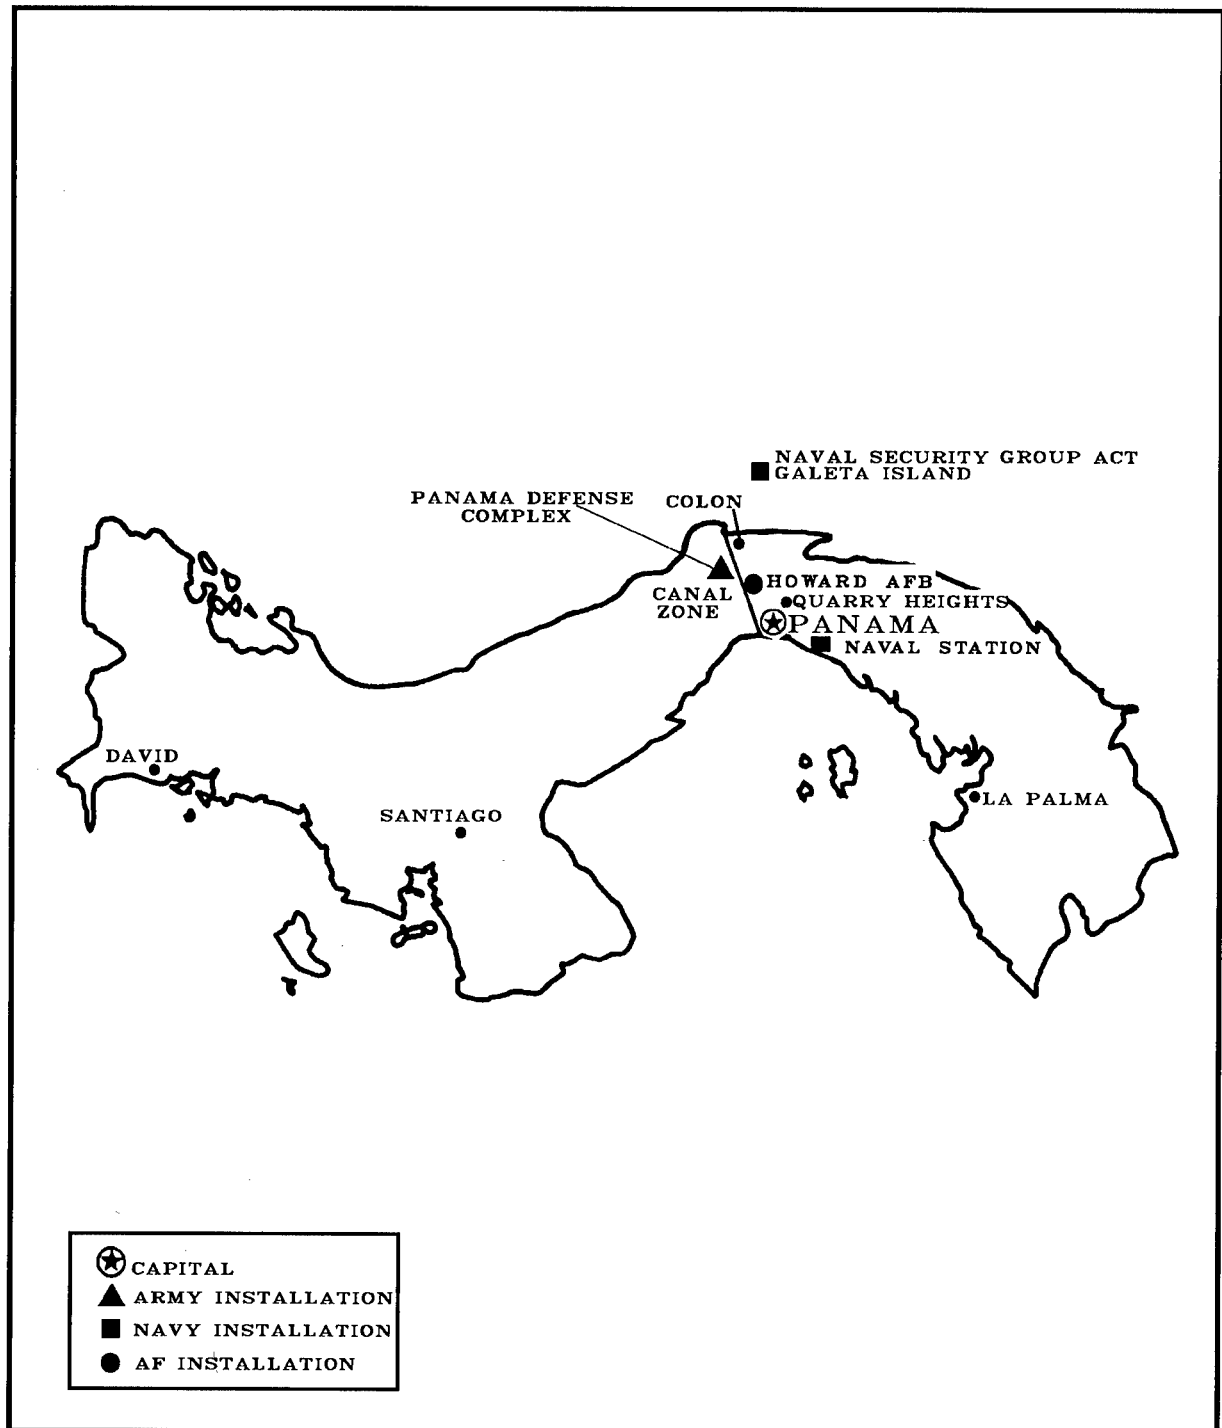 NAVAL SECURITY GROUP ACT
GALETA ISLAND
PANAMA DEFENSE
COMPLEX
COLON
HOWARD AFB
CANAL
ZONE
QUARRY HEIGHTS
PANAMA
NAVAL STATION
DAVID
LA PALMA
SANTIAGO
CAPITAL
ARMY INSTALLATION
NAVY INSTALLATION
AF INSTALLATION